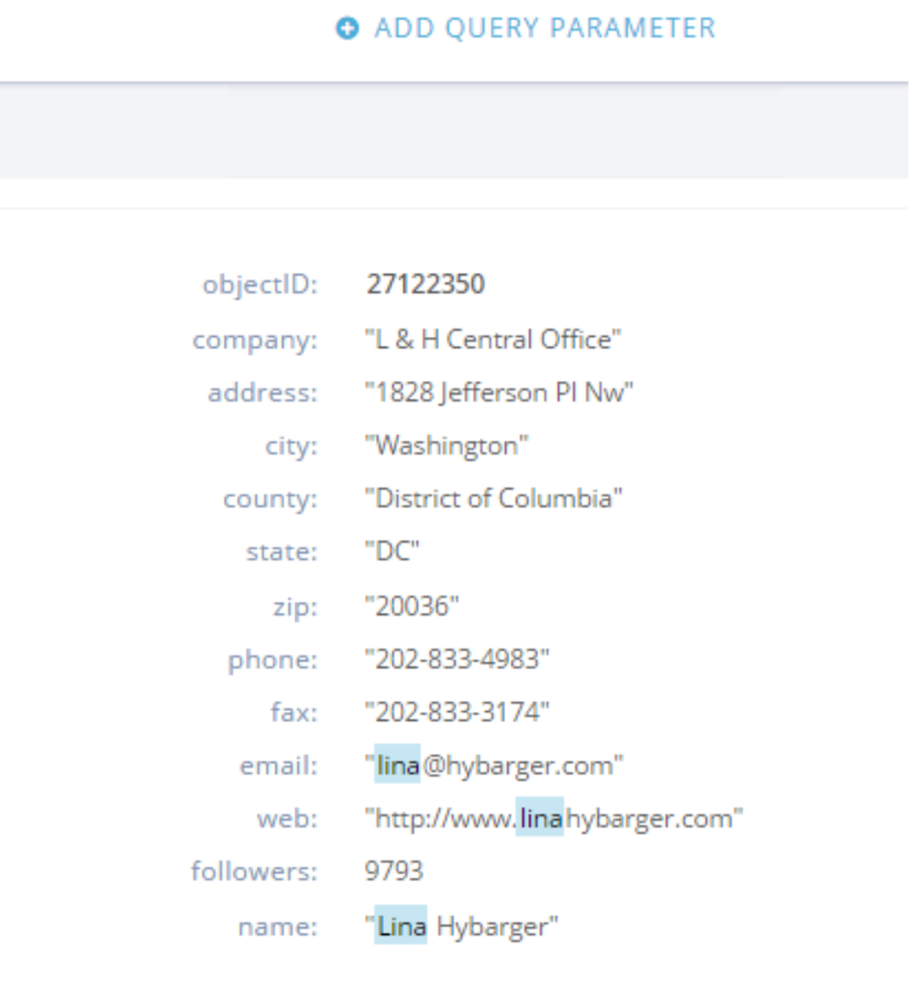 ADD QUERY PARAMETER
objectID: 27122350
company: "L & H Central Office"
address: "1828 Jefferson Pl Nw"
city: "Washington"
county: "District of Columbia"
state: "DC"
zip: "20036"
phone: "202-833-4983"
fax: "202-833-3174"
email: "lina@hybarger.com"
web: "http://www.linahybarger.com"
followers: 9793
name: "Lina Hybarger"